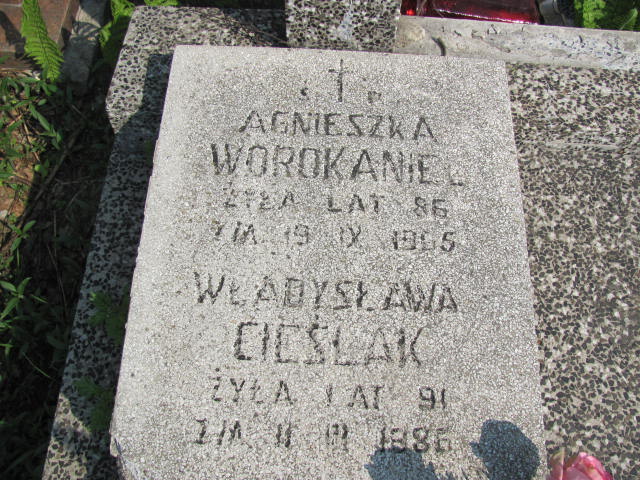 Ś P
AGNIESZKA
WOROKANIEC
ŻYŁA LAT 86
ZM 19 IX 1965
WŁADYSŁAWA
CIEŚLAK
ŻYŁA LAT 91
ZM 11 III 1986